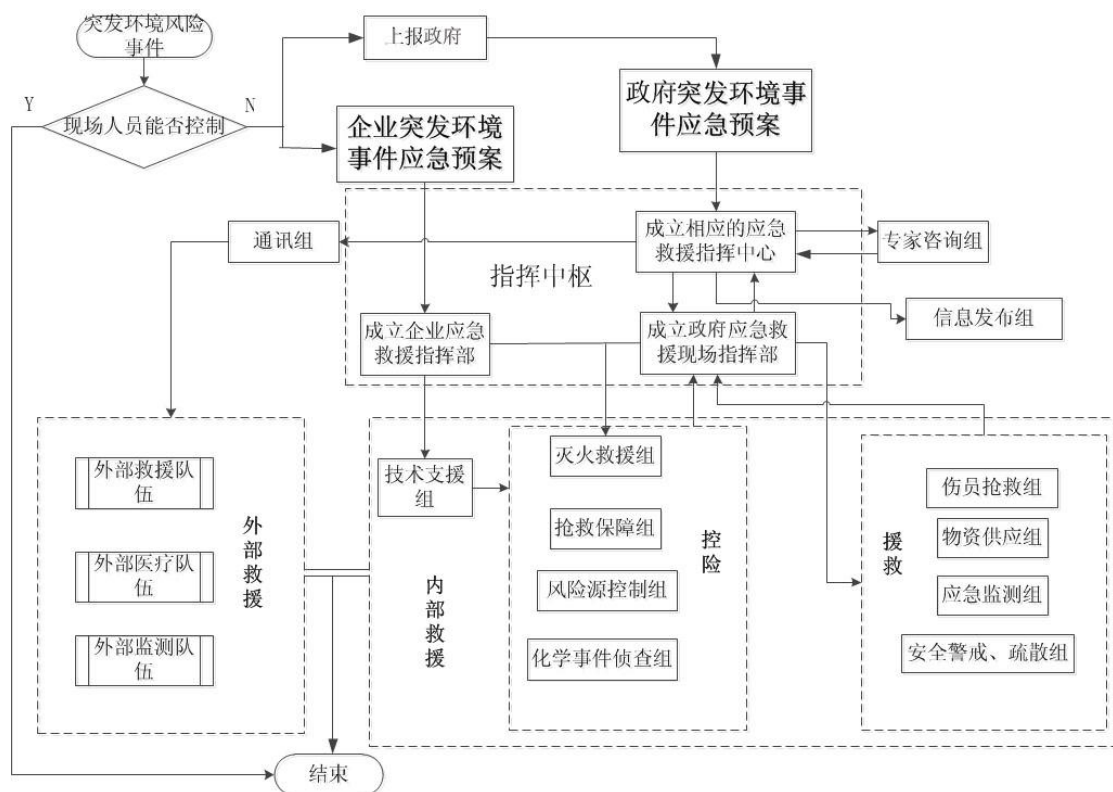 突发环境风险
事件
上报政府
Y
N
现场人员能否控制
企业突发环境
事件应急预案
政府突发环境事
件应急预案
通讯组
成立相应的应急
救援指挥中心
专家咨询组
指挥中枢
信息发布组
成立企业应急
救援指挥部
成立政府应急救
援现场指挥部
外部救援队
伍
外部医疗队
伍
外部监测队
伍
外
部
救
援
技术支援
组
内
部
救
援
灭火救援组
抢救保障组
风险源控制组
化学事件侦查组
控
险
援
救
伤员抢救组
物资供应组
应急监测组
安全警戒、疏散组
结束